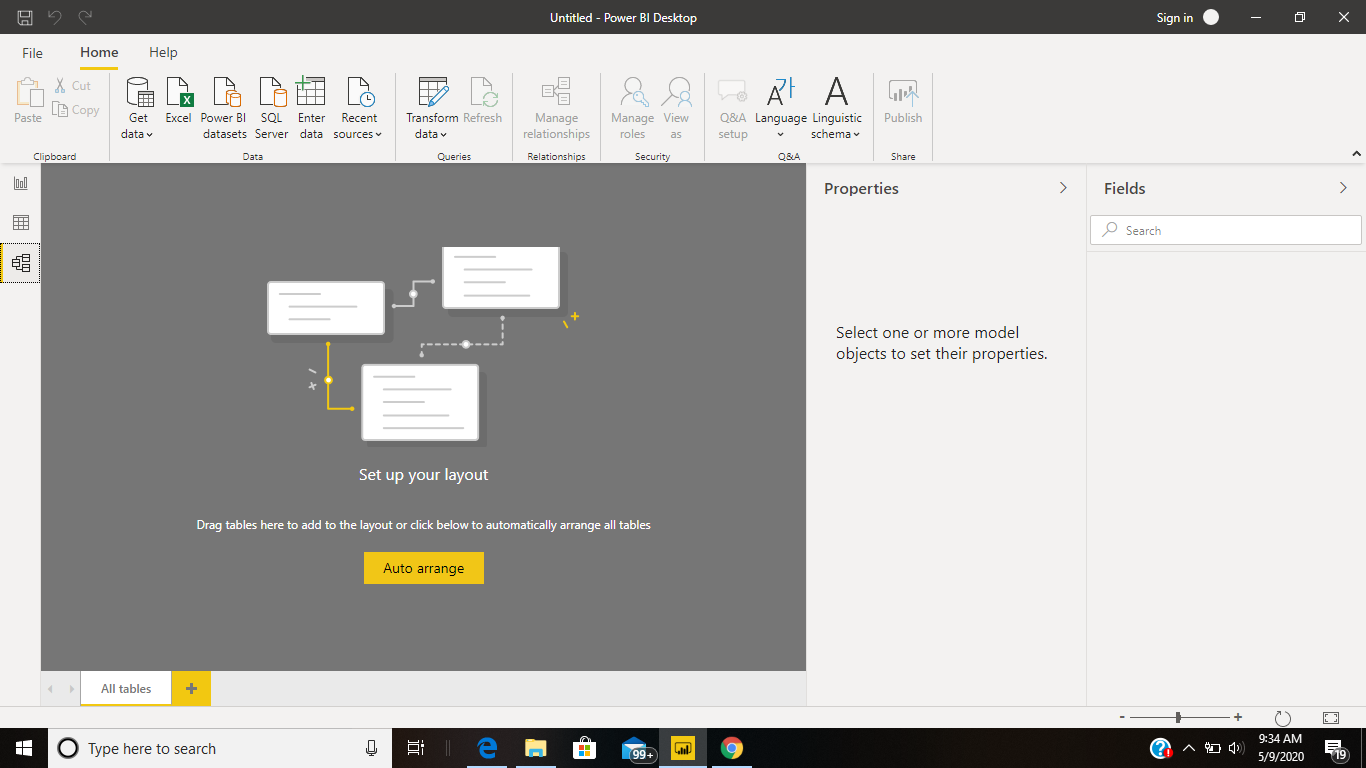 Untitled - Power BI Desktop
Sign in
File
Home
Help
Paste
Cut
Copy
Clipboard
Get data
Excel
Power BI datasets
SQL Server
Enter data
Recent sources
Data
Transform data
Refresh
Queries
Manage relationships
Relationships
Manage roles
View as
Security
Q&A setup
Language
Linguistic schema
Q&A
Publish
Share
Properties
Select one or more model
objects to set their properties.
Fields
Search
Set up your layout
Drag tables here to add to the layout or click below to automatically arrange all tables
Auto arrange
All tables
+
- +
Type here to search
99+
9:34 AM
5/9/2020
19